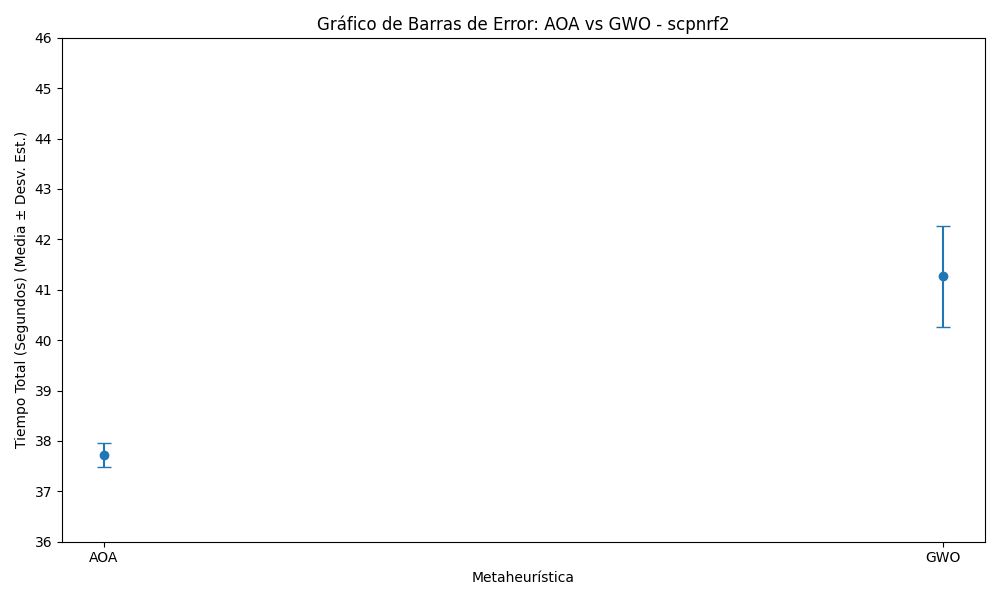 Gráfico de Barras de Error: AOA vs GWO - scpnrf2
Tiempo Total (Segundos) (Media ± Desv. Est.)
46
45
44
43
42
41
40
39
38
37
36
AOA
GWO
Metaheurística